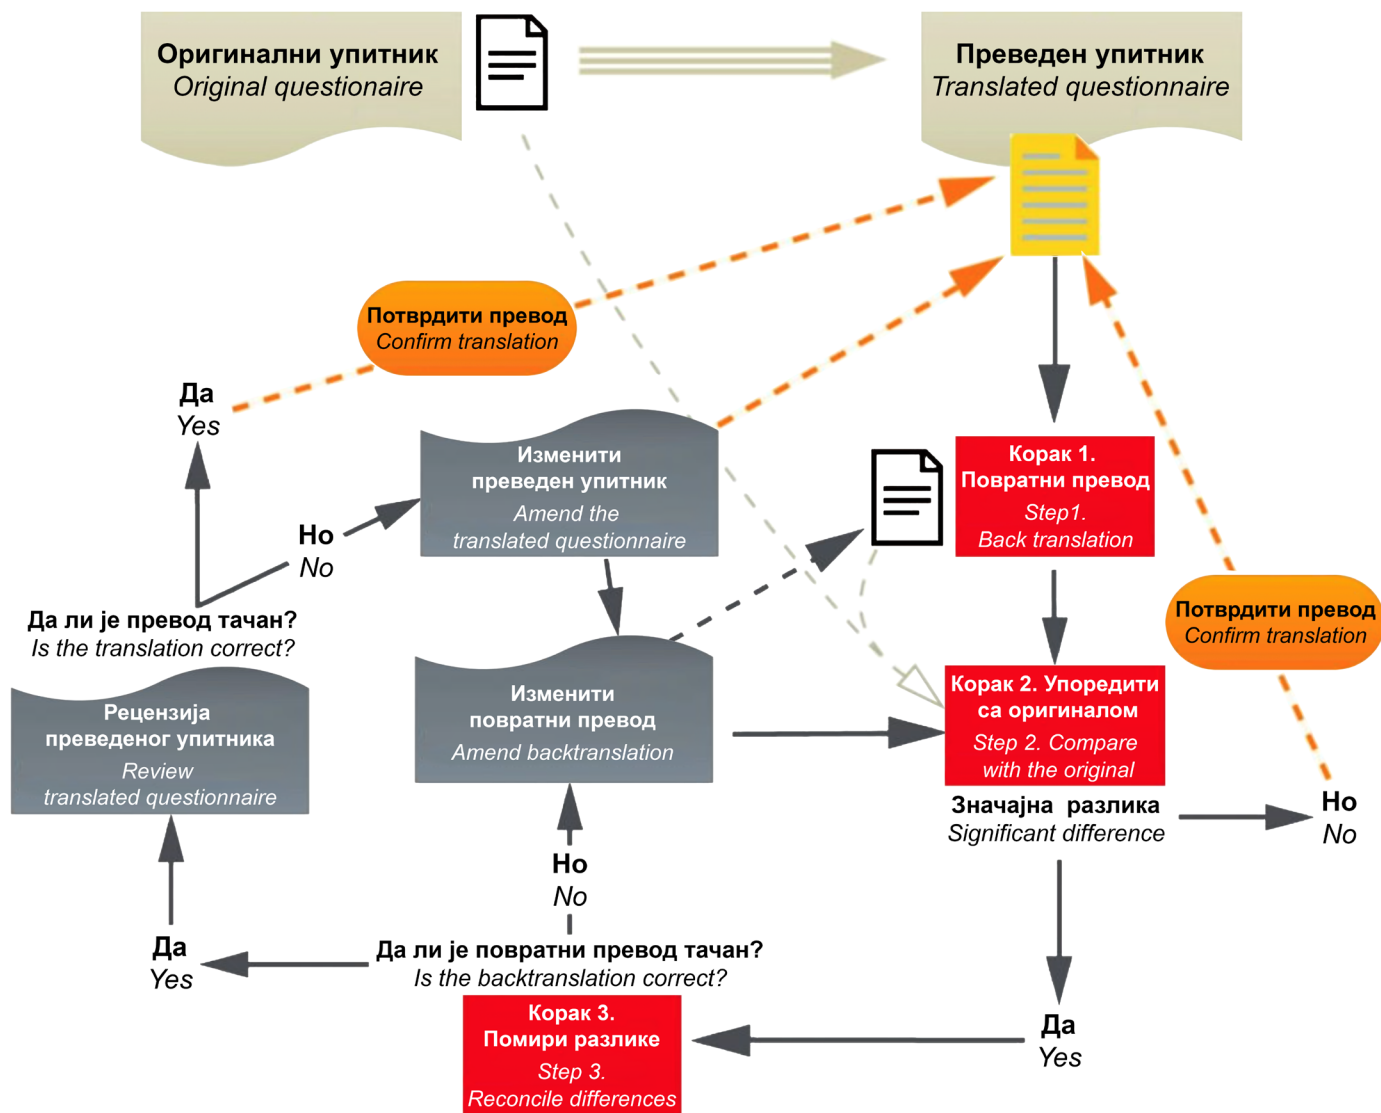 Оригинални упитник
Original questionaire
Преведен упитник
Translated questionnaire
Потврдити превод
Confirm translation
Да
Yes
Изменити
преведен упитник
Amend the
translated questionnaire
Корак 1.
Повратни превод
Step1.
Back translation
Но
No
Да ли је превод тачан?
Is the translation correct?
Потврдити превод
Confirm translation
Рецензија
преведеног упитника
Review
translated questionnaire
Изменити
повратни превод
Amend backtranslation
Корак 2. Упоредити
са оригиналом
Step 2. Compare
with the original
Значајна разлика
Significant difference
Но
No
Но
No
Да
Yes
Да ли је повратни превод тачан?
Is the backtranslation correct?
Корак 3.
Помири разлике
Step 3.
Reconcile differences
Да
Yes